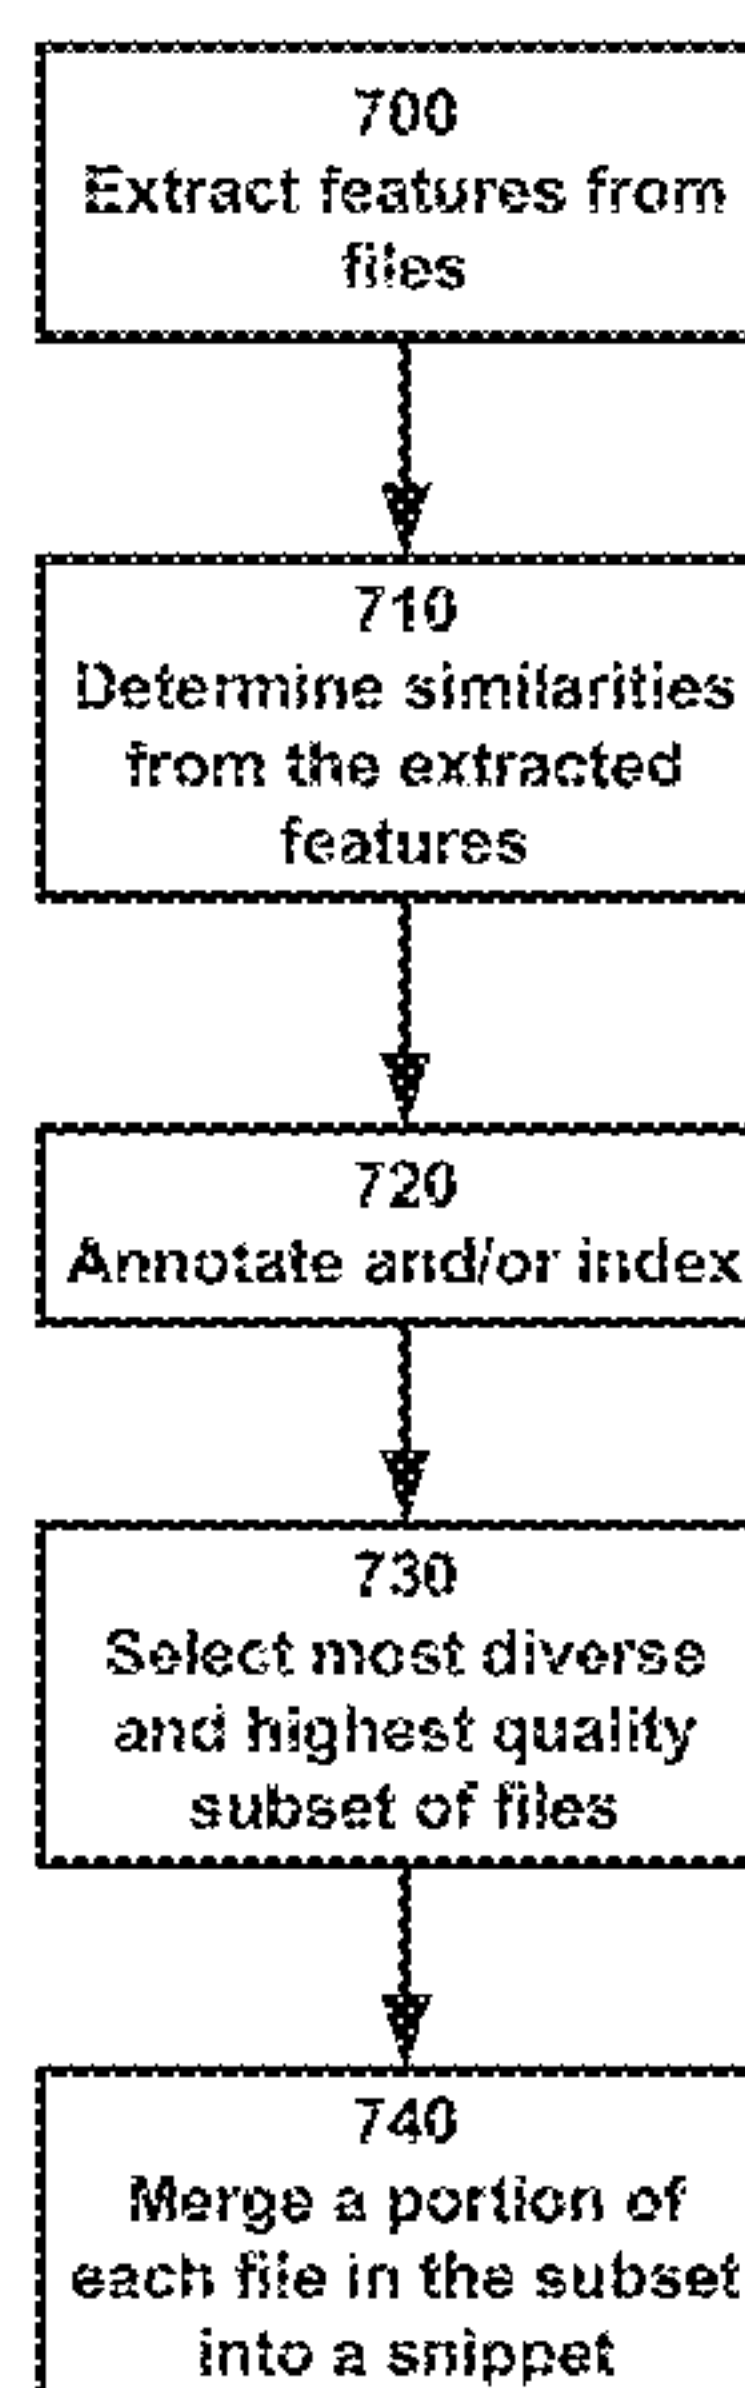 700
Extract features from
files
710
Determine similarities
from the extracted
features
720
Annotate and/or index
730
Select most diverse
and highest quality
subset of files
740
Merge a portion of
each file in the subset
into a snippet